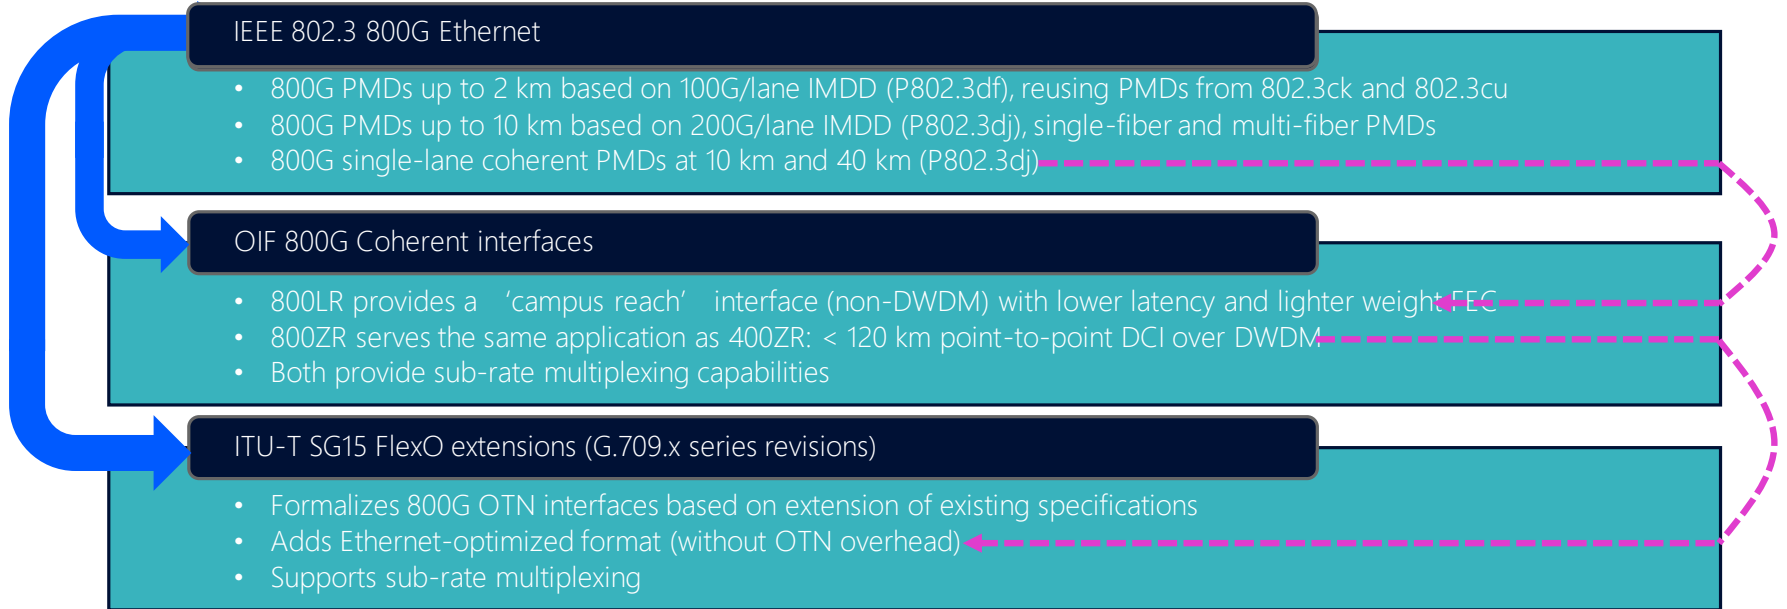 IEEE 802.3 800G Ethernet
• 800G PMDs up to 2 km based on 100G/lane IMDD (P802.3df), reusing PMDs from 802.3ck and 802.3cu
• 800G PMDs up to 10 km based on 200G/lane IMDD (P802.3dj), single-fiber and multi-fiber PMDs
• 800G single-lane coherent PMDs at 10 km and 40 km (P802.3dj)
OIF 800G Coherent interfaces
• 800LR provides a ‘campus reach’ interface (non-DWDM) with lower latency and lighter weight FEC
• 800ZR serves the same application as 400ZR: < 120 km point-to-point DCI over DWDM
• Both provide sub-rate multiplexing capabilities
ITU-T SG15 FlexO extensions (G.709.x series revisions)
• Formalizes 800G OTN interfaces based on extension of existing specifications
• Adds Ethernet-optimized format (without OTN overhead)
• Supports sub-rate multiplexing